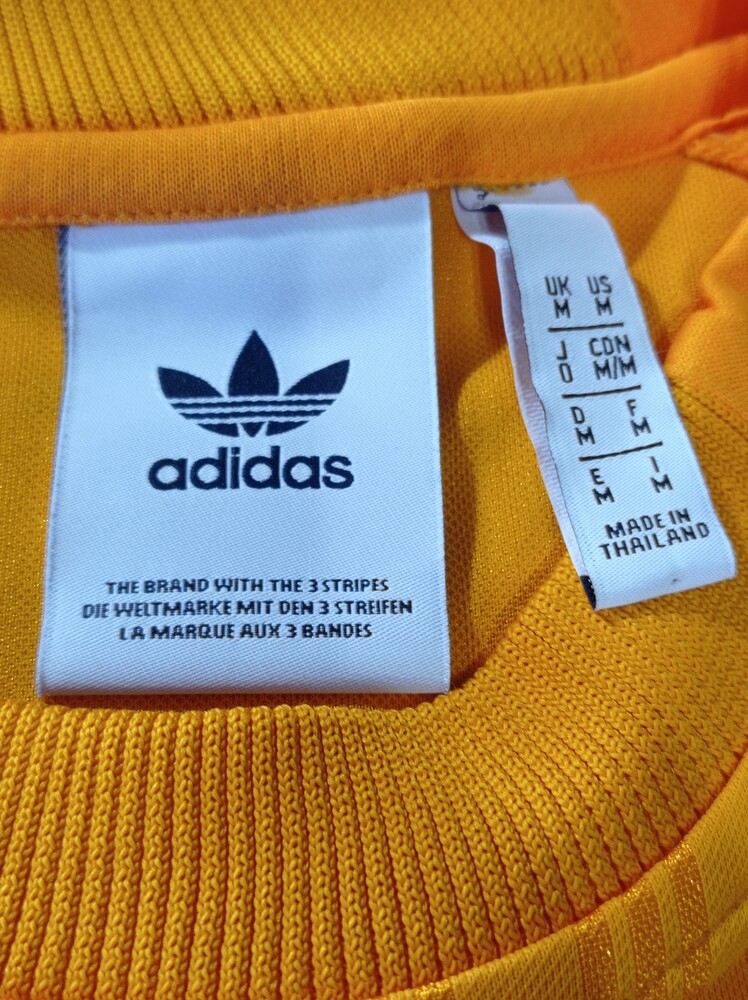 adidas
THE BRAND WITH THE 3 STRIPES
DIE WELTMARKE MIT DEN 3 STREIFEN
LA MARQUE AUX 3 BANDES
UK US
M M
J CDN
O M/M
D F
M M
E I
M M
MADE IN
THAILAND